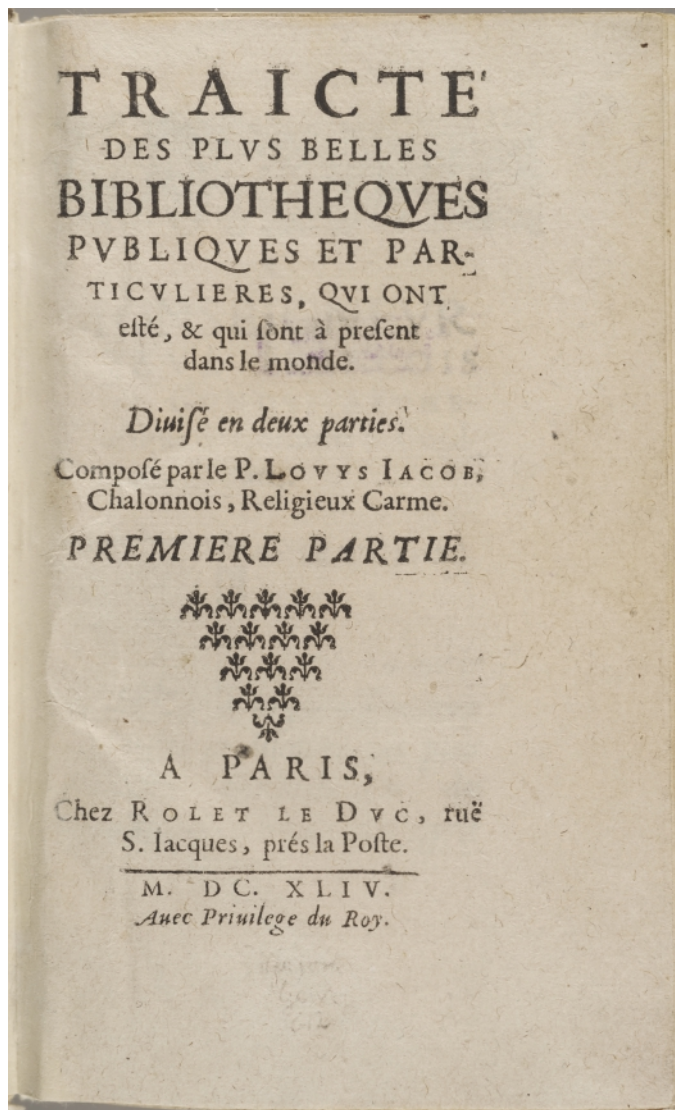 TRAICTE'
DES PLVS BELLES
BIBLIOTHEQVES
PVBLIQVES ET PAR-
TICVLIERES, QVI ONT
eſté, & qui ſont à preſent
dans le monde.
Diuiſé en deux parties.
Compoſé par le P. LOVYS IACOB,
Chalonnois, Religieux Carme.
PREMIERE PARTIE.
A PARIS,
Chez ROLET LE DVC, ruë
S. Iacques, prés la Poſte.
M. DC. XLIV.
Auec Priuilege du Roy.